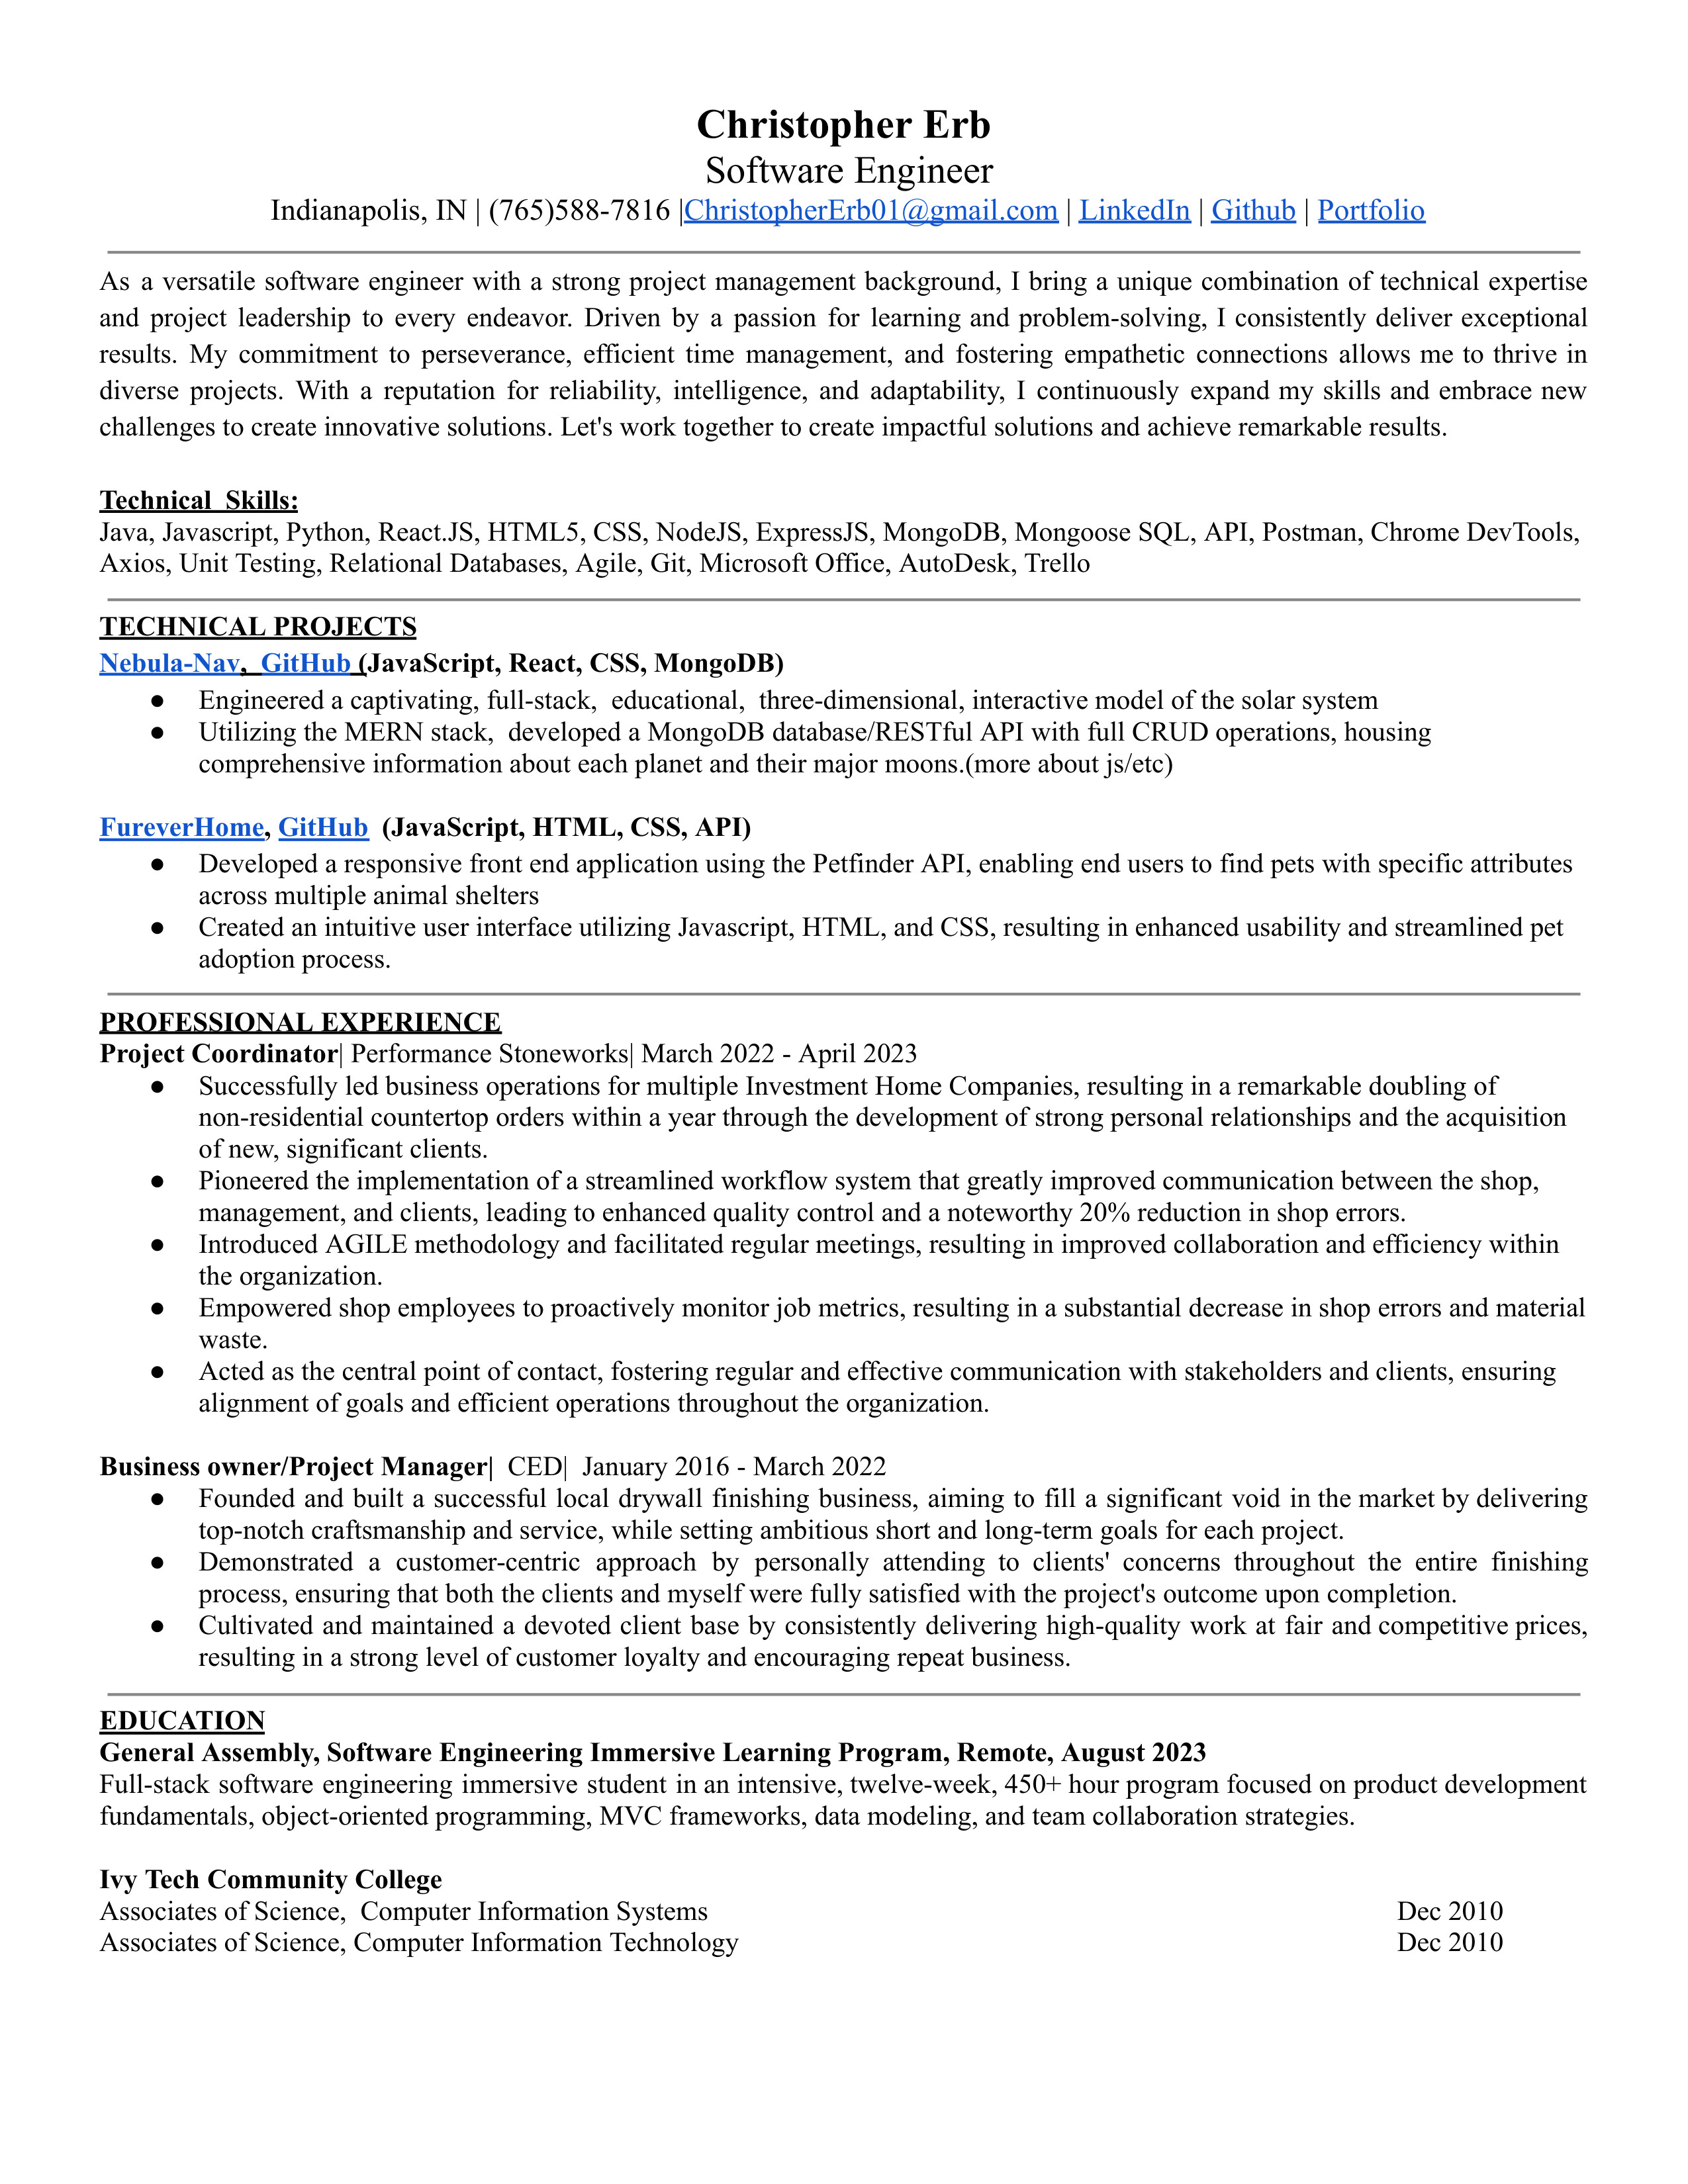 Christopher Erb
Software Engineer
Indianapolis, IN | (765)588-7816 |ChristopherErb01@gmail.com | LinkedIn | Github | Portfolio
As a versatile software engineer with a strong project management background, I bring a unique combination of technical expertise
and project leadership to every endeavor. Driven by a passion for learning and problem-solving, I consistently deliver exceptional
results. My commitment to perseverance, efficient time management, and fostering empathetic connections allows me to thrive in
diverse projects. With a reputation for reliability, intelligence, and adaptability, I continuously expand my skills and embrace new
challenges to create innovative solutions. Let's work together to create impactful solutions and achieve remarkable results.
Technical  Skills:
Java, Javascript, Python, React.JS, HTML5, CSS, NodeJS, ExpressJS, MongoDB, Mongoose SQL, API, Postman, Chrome DevTools,
Axios, Unit Testing, Relational Databases, Agile, Git, Microsoft Office, AutoDesk, Trello
TECHNICAL PROJECTS
Nebula-Nav,  GitHub (JavaScript, React, CSS, MongoDB)
● Engineered a captivating, full-stack,  educational,  three-dimensional, interactive model of the solar system
● Utilizing the MERN stack,  developed a MongoDB database/RESTful API with full CRUD operations, housing
comprehensive information about each planet and their major moons.(more about js/etc)
FureverHome, GitHub  (JavaScript, HTML, CSS, API)
● Developed a responsive front end application using the Petfinder API, enabling end users to find pets with specific attributes
across multiple animal shelters
● Created an intuitive user interface utilizing Javascript, HTML, and CSS, resulting in enhanced usability and streamlined pet
adoption process.
PROFESSIONAL EXPERIENCE
Project Coordinator| Performance Stoneworks| March 2022 - April 2023
● Successfully led business operations for multiple Investment Home Companies, resulting in a remarkable doubling of
non-residential countertop orders within a year through the development of strong personal relationships and the acquisition
of new, significant clients.
● Pioneered the implementation of a streamlined workflow system that greatly improved communication between the shop,
management, and clients, leading to enhanced quality control and a noteworthy 20% reduction in shop errors.
● Introduced AGILE methodology and facilitated regular meetings, resulting in improved collaboration and efficiency within
the organization.
● Empowered shop employees to proactively monitor job metrics, resulting in a substantial decrease in shop errors and material
waste.
● Acted as the central point of contact, fostering regular and effective communication with stakeholders and clients, ensuring
alignment of goals and efficient operations throughout the organization.
Business owner/Project Manager|  CED|  January 2016 - March 2022
● Founded and built a successful local drywall finishing business, aiming to fill a significant void in the market by delivering
top-notch craftsmanship and service, while setting ambitious short and long-term goals for each project.
● Demonstrated a customer-centric approach by personally attending to clients' concerns throughout the entire finishing
process, ensuring that both the clients and myself were fully satisfied with the project's outcome upon completion.
● Cultivated and maintained a devoted client base by consistently delivering high-quality work at fair and competitive prices,
resulting in a strong level of customer loyalty and encouraging repeat business.
EDUCATION
General Assembly, Software Engineering Immersive Learning Program, Remote, August 2023
Full-stack software engineering immersive student in an intensive, twelve-week, 450+ hour program focused on product development
fundamentals, object-oriented programming, MVC frameworks, data modeling, and team collaboration strategies.
Ivy Tech Community College
Associates of Science,  Computer Information Systems Dec 2010
Associates of Science, Computer Information Technology Dec 2010